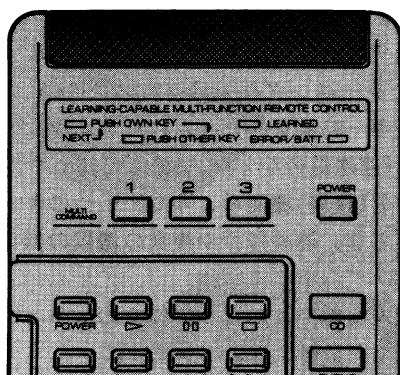 LEARNING-CAPABLE MULTI-FUNCTION REMOTE CONTROL
PUSH OWN KEY LEARNED
NEXT PUSH OTHER KEY ERROR/BATT.
1 2 3 POWER
MULTI
COMMAND
POWER